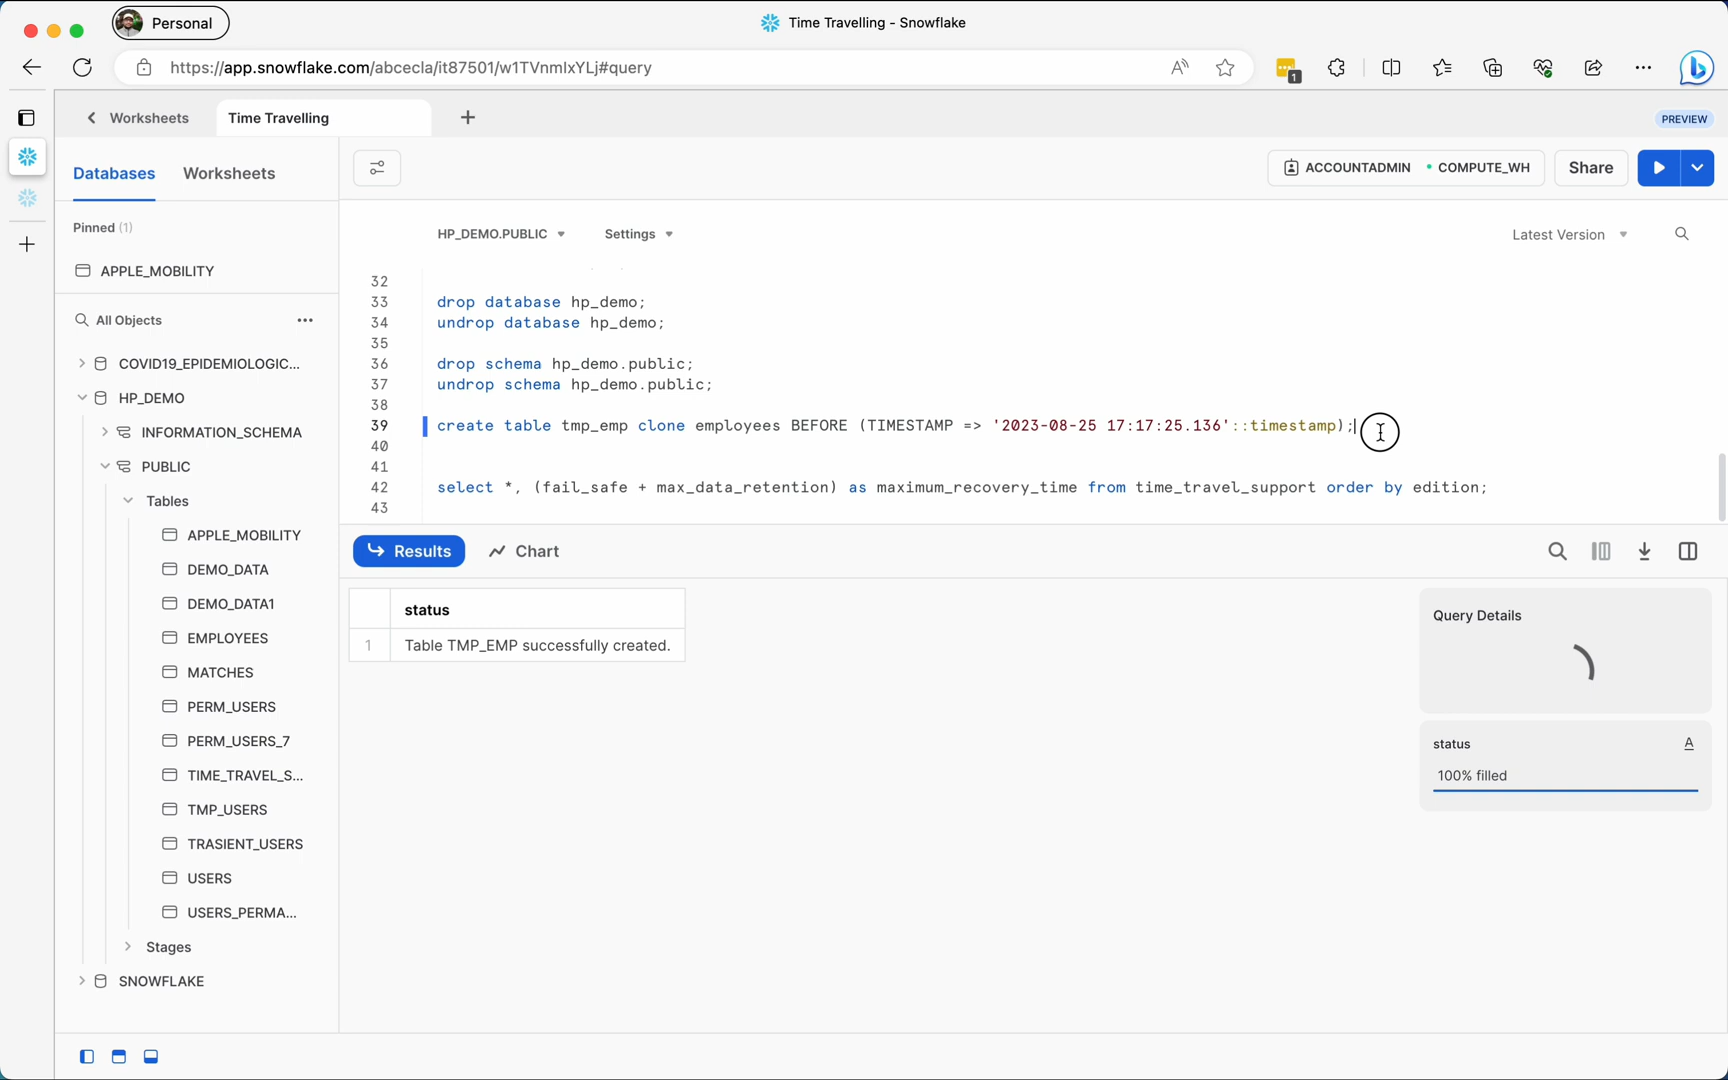 Personal
Time Travelling - Snowflake
https://app.snowflake.com/abcecla/it87501/w1TVnmlxYLj#query
1
Worksheets
Time Travelling
PREVIEW
Databases
Worksheets
ACCOUNTADMIN
COMPUTE_WH
Share
Pinned (1)
HP_DEMO.PUBLIC
Settings
Latest Version
APPLE_MOBILITY
All Objects
COVID19_EPIDEMIOLOGIC...
HP_DEMO
INFORMATION_SCHEMA
PUBLIC
Tables
APPLE_MOBILITY
DEMO_DATA
DEMO_DATA1
EMPLOYEES
MATCHES
PERM_USERS
PERM_USERS_7
TIME_TRAVEL_S...
TMP_USERS
TRASIENT_USERS
USERS
USERS_PERMA...
Stages
SNOWFLAKE
32
33 drop database hp_demo;
34 undrop database hp_demo;
35
36 drop schema hp_demo.public;
37 undrop schema hp_demo.public;
38
39 create table tmp_emp clone employees BEFORE (TIMESTAMP => '2023-08-25 17:17:25.136'::timestamp);
40
41
42 select *, (fail_safe + max_data_retention) as maximum_recovery_time from time_travel_support order by edition;
43
Results
Chart
status
1 Table TMP_EMP successfully created.
Query Details
status
A
100% filled